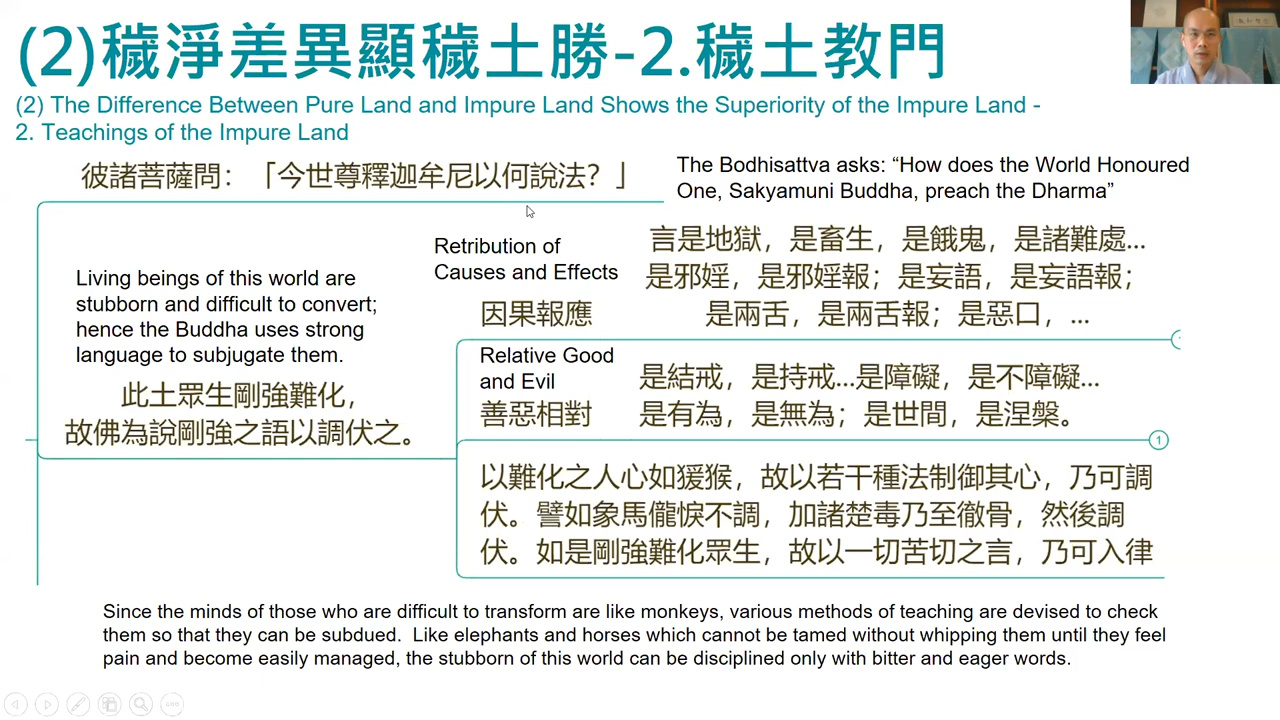 (2)穢淨差異顯穢土勝-2.穢土教門
(2) The Difference Between Pure Land and Impure Land Shows the Superiority of the Impure Land -
2. Teachings of the Impure Land
彼諸菩薩問：「今世尊釋迦牟尼以何說法？」
The Bodhisattva asks: “How does the World Honoured
One, Sakyamuni Buddha, preach the Dharma”
Living beings of this world are
stubborn and difficult to convert;
hence the Buddha uses strong
language to subjugate them.
此土眾生剛強難化，
故佛為說剛強之語以調伏之。
Retribution of
Causes and Effects
因果報應
言是地獄，是畜生，是餓鬼，是諸難處...
是邪婬，是邪婬報；是妄語，是妄語報；
是兩舌，是兩舌報；是惡口，...
Relative Good
and Evil
善惡相對
是結戒，是持戒...是障礙，是不障礙...
是有為，是無為；是世間，是涅槃。
1
以難化之人心如猨猴，故以若干種法制御其心，乃可調
伏。譬如象馬儱悷不調，加諸楚毒乃至徹骨，然後調
伏。如是剛強難化眾生，故以一切苦切之言，乃可入律
Since the minds of those who are difficult to transform are like monkeys, various methods of teaching are devised to check
them so that they can be subdued.  Like elephants and horses which cannot be tamed without whipping them until they feel
pain and become easily managed, the stubborn of this world can be disciplined only with bitter and eager words.